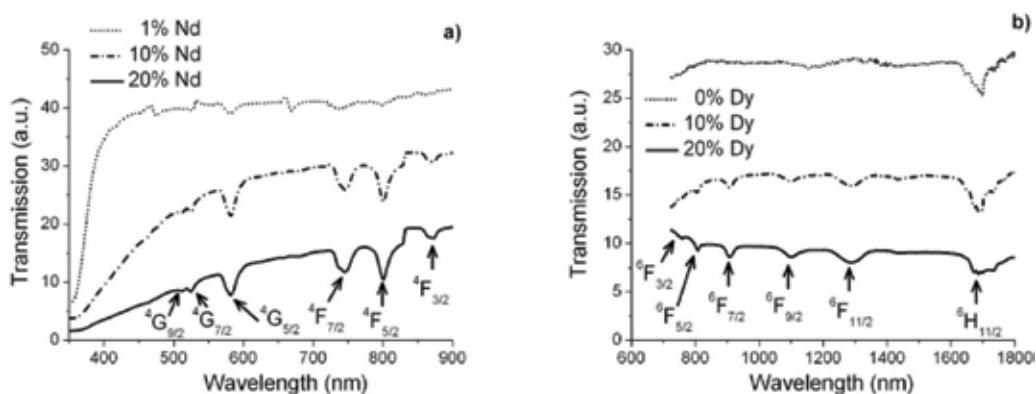 1% Nd
10% Nd
20% Nd
a)
50
40
30
20
10
0
Transmission (a.u.)
⁴G₉/₂
⁴G₇/₂
⁴G₅/₂
⁴F₇/₂
⁴F₅/₂
⁴F₃/₂
400 500 600 700 800 900
Wavelength (nm)
b)
30
25
20
15
10
5
0
Transmission (a.u.)
0% Dy
10% Dy
20% Dy
⁶F₃/₂
⁶F₅/₂
⁶F₇/₂
⁶F₉/₂
⁶F₁₁/₂
⁶H₁₁/₂
600 800 1000 1200 1400 1600 1800
Wavelength (nm)